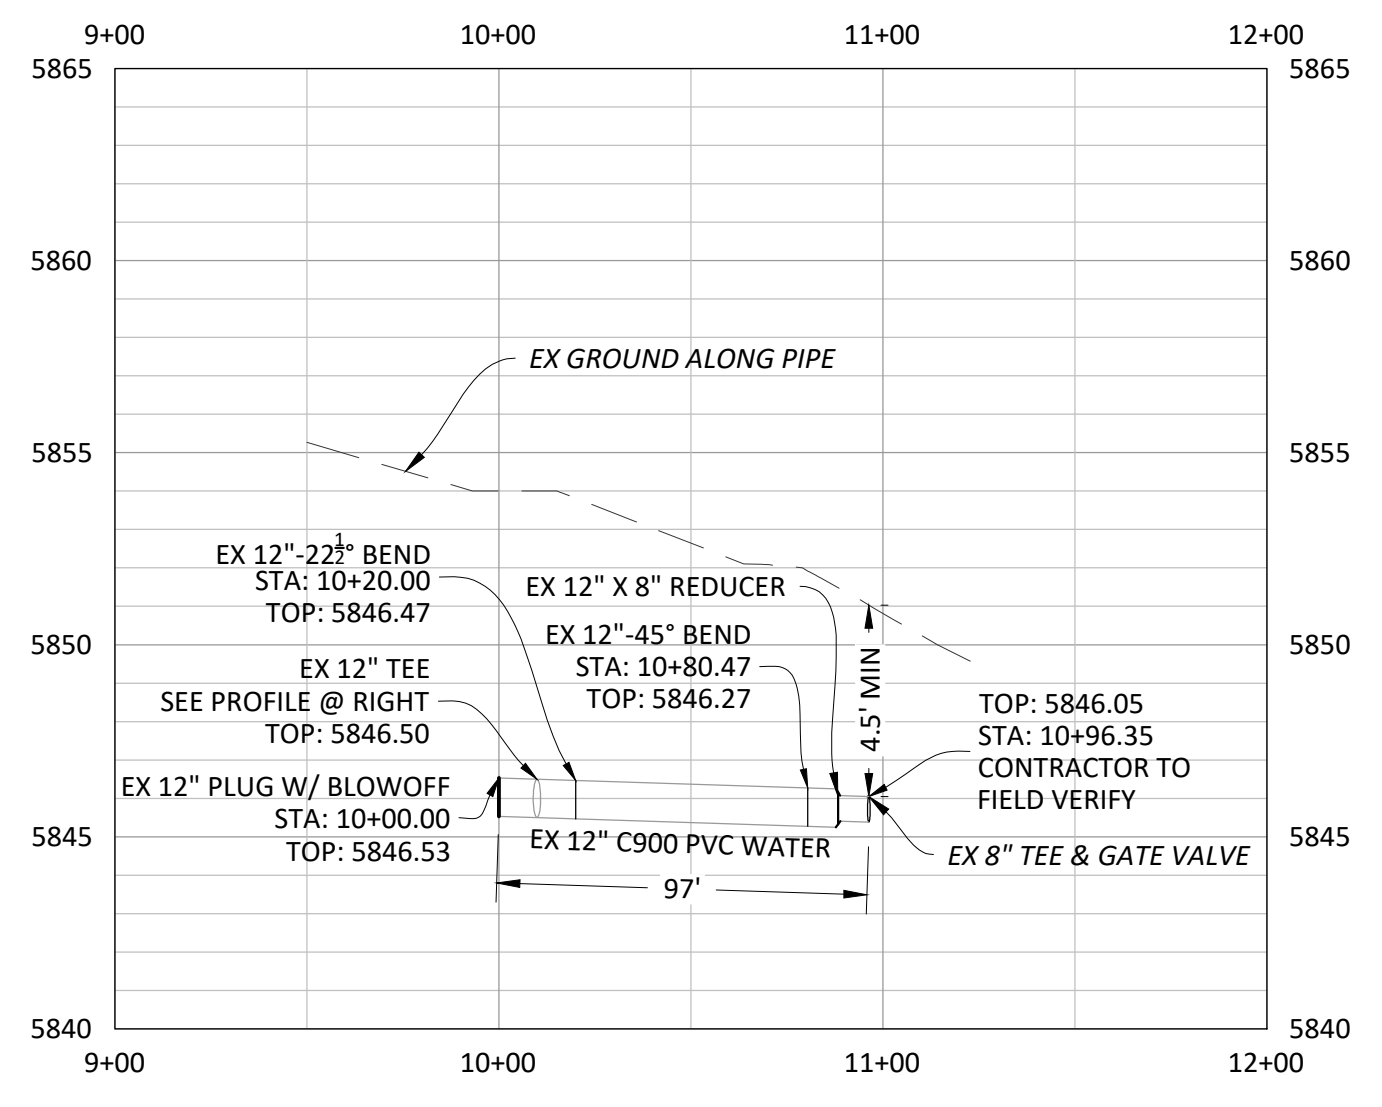 9+00 10+00 11+00 12+00
5865 5865
5860 5860
EX GROUND ALONG PIPE
5855 5855
EX 12"-22½° BEND
STA: 10+20.00
TOP: 5846.47
EX 12" X 8" REDUCER
EX 12"-45° BEND
STA: 10+80.47
TOP: 5846.27
5850 5850
4.5' MIN
EX 12" TEE
SEE PROFILE @ RIGHT
TOP: 5846.50
TOP: 5846.05
STA: 10+96.35
CONTRACTOR TO
FIELD VERIFY
EX 12" PLUG W/ BLOWOFF
STA: 10+00.00
TOP: 5846.53
5845 5845
EX 12" C900 PVC WATER
EX 8" TEE & GATE VALVE
97'
5840 5840
9+00 10+00 11+00 12+00